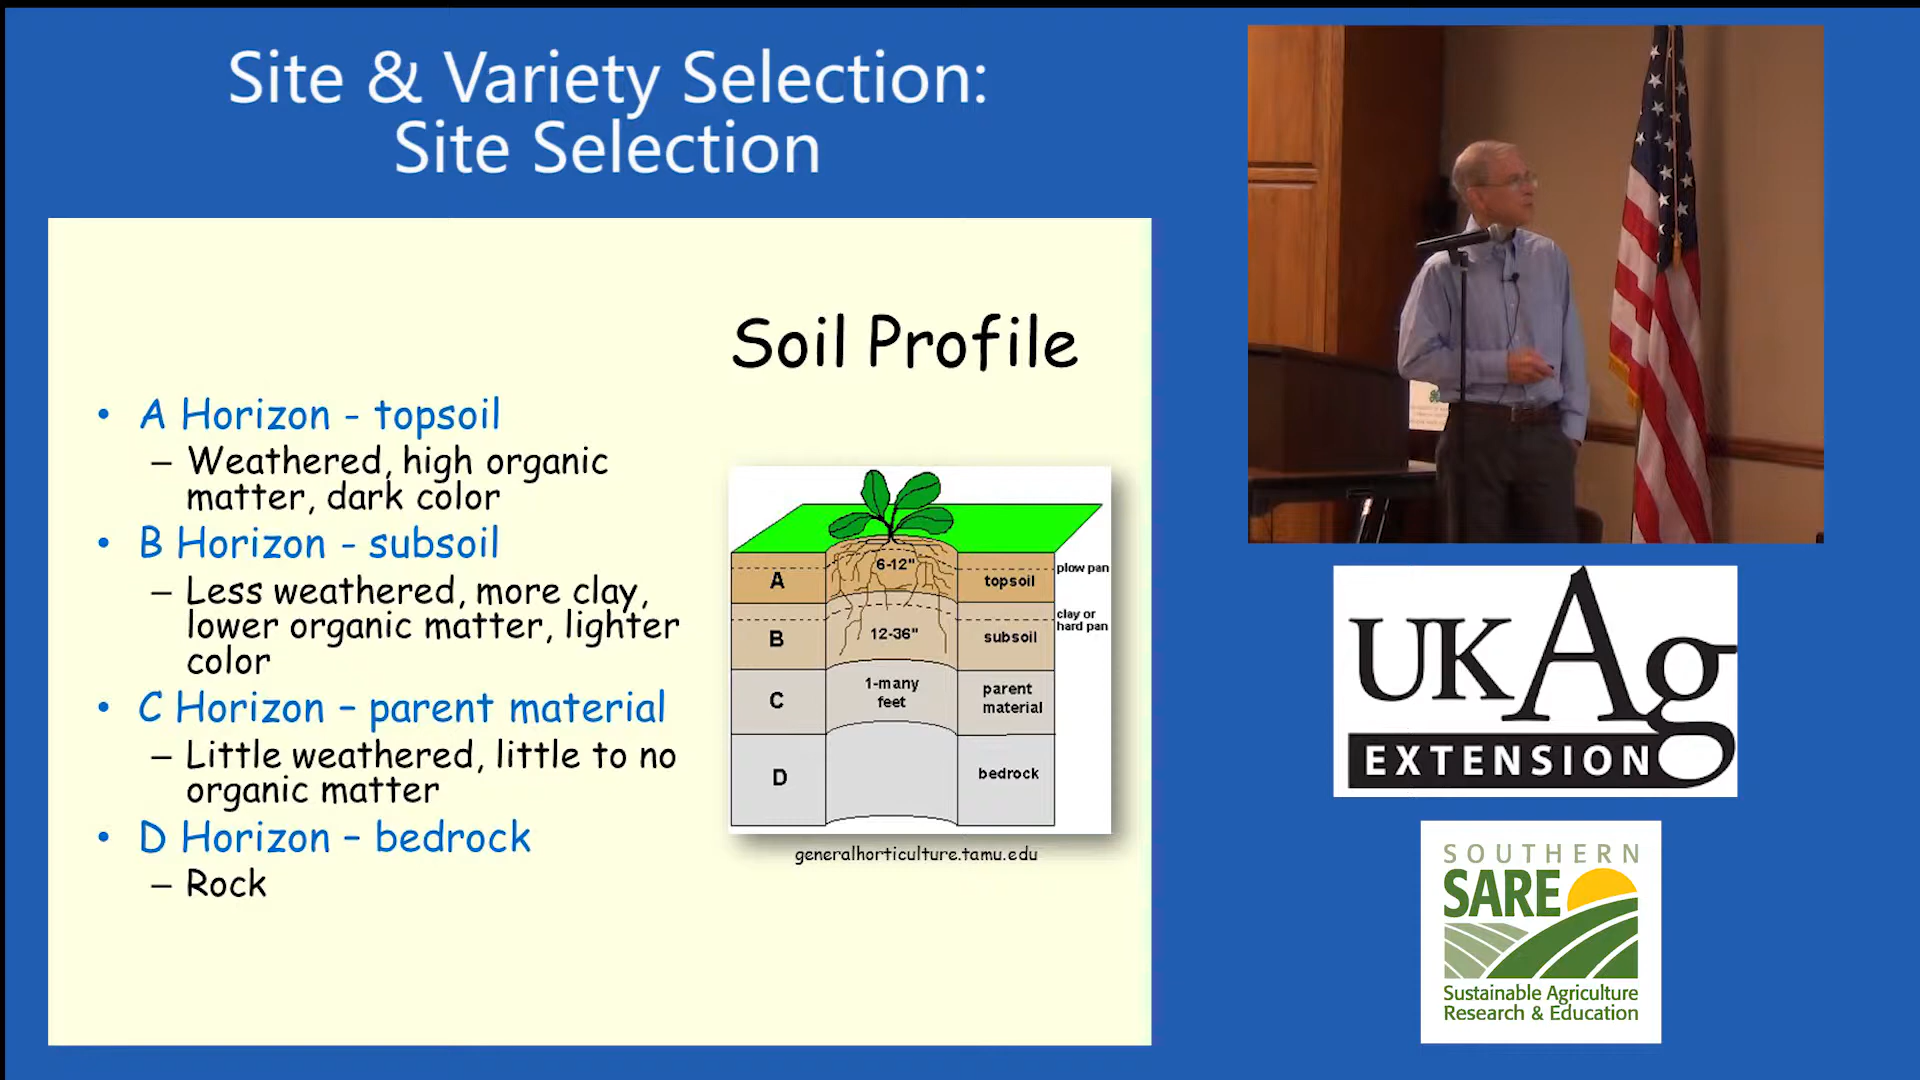 Site & Variety Selection:
Site Selection
Soil Profile
• A Horizon - topsoil
– Weathered, high organic
matter, dark color
• B Horizon - subsoil
– Less weathered, more clay,
lower organic matter, lighter
color
• C Horizon – parent material
– Little weathered, little to no
organic matter
• D Horizon – bedrock
– Rock
A
6-12"
topsoil
plow pan
B
12-36"
subsoil
clay or
hard pan
C
1-many
feet
parent
material
D
bedrock
generalhorticulture.tamu.edu
UKAg
EXTENSION
SOUTHERN
SARE
Sustainable Agriculture
Research & Education